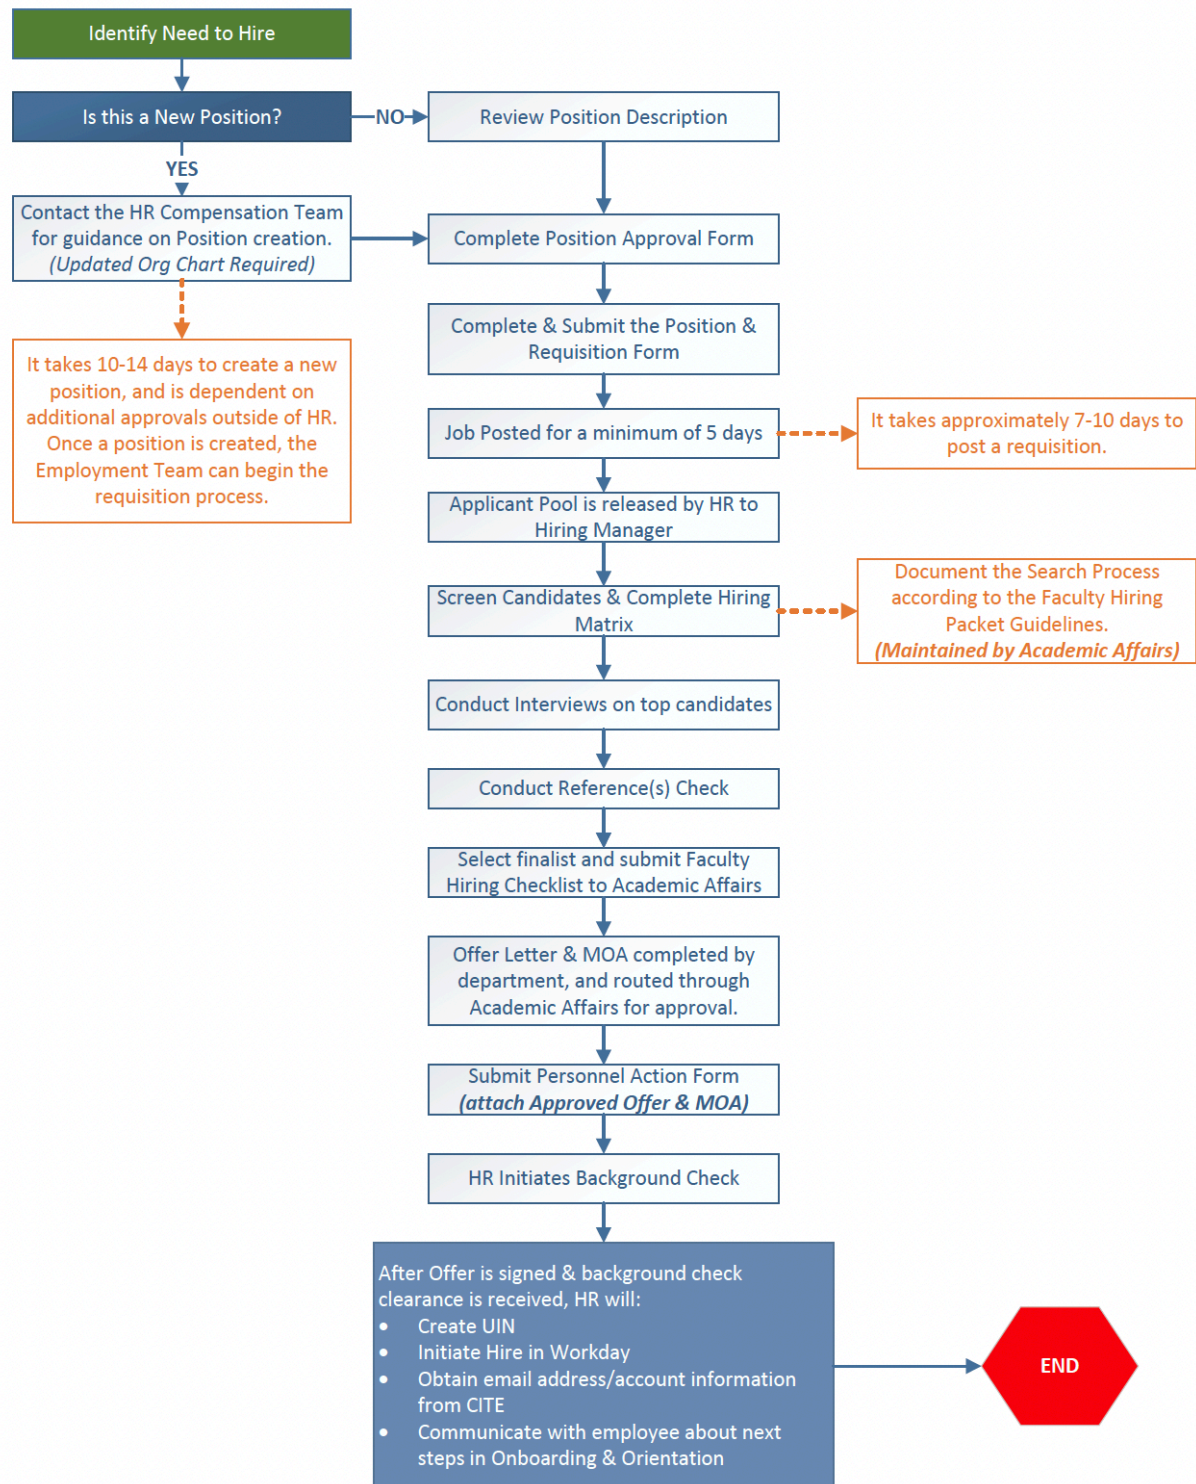 Identify Need to Hire
Is this a New Position?
NO
Review Position Description
YES
Contact the HR Compensation Team
for guidance on Position creation.
(Updated Org Chart Required)
Complete Position Approval Form
It takes 10-14 days to create a new
position, and is dependent on
additional approvals outside of HR.
Once a position is created, the
Employment Team can begin the
requisition process.
Complete & Submit the Position &
Requisition Form
Job Posted for a minimum of 5 days
It takes approximately 7-10 days to
post a requisition.
Applicant Pool is released by HR to
Hiring Manager
Screen Candidates & Complete Hiring
Matrix
Document the Search Process
according to the Faculty Hiring
Packet Guidelines.
(Maintained by Academic Affairs)
Conduct Interviews on top candidates
Conduct Reference(s) Check
Select finalist and submit Faculty
Hiring Checklist to Academic Affairs
Offer Letter & MOA completed by
department, and routed through
Academic Affairs for approval.
Submit Personnel Action Form
(attach Approved Offer & MOA)
HR Initiates Background Check
After Offer is signed & background check
clearance is received, HR will:
• Create UIN
• Initiate Hire in Workday
• Obtain email address/account information
from CITE
• Communicate with employee about next
steps in Onboarding & Orientation
END